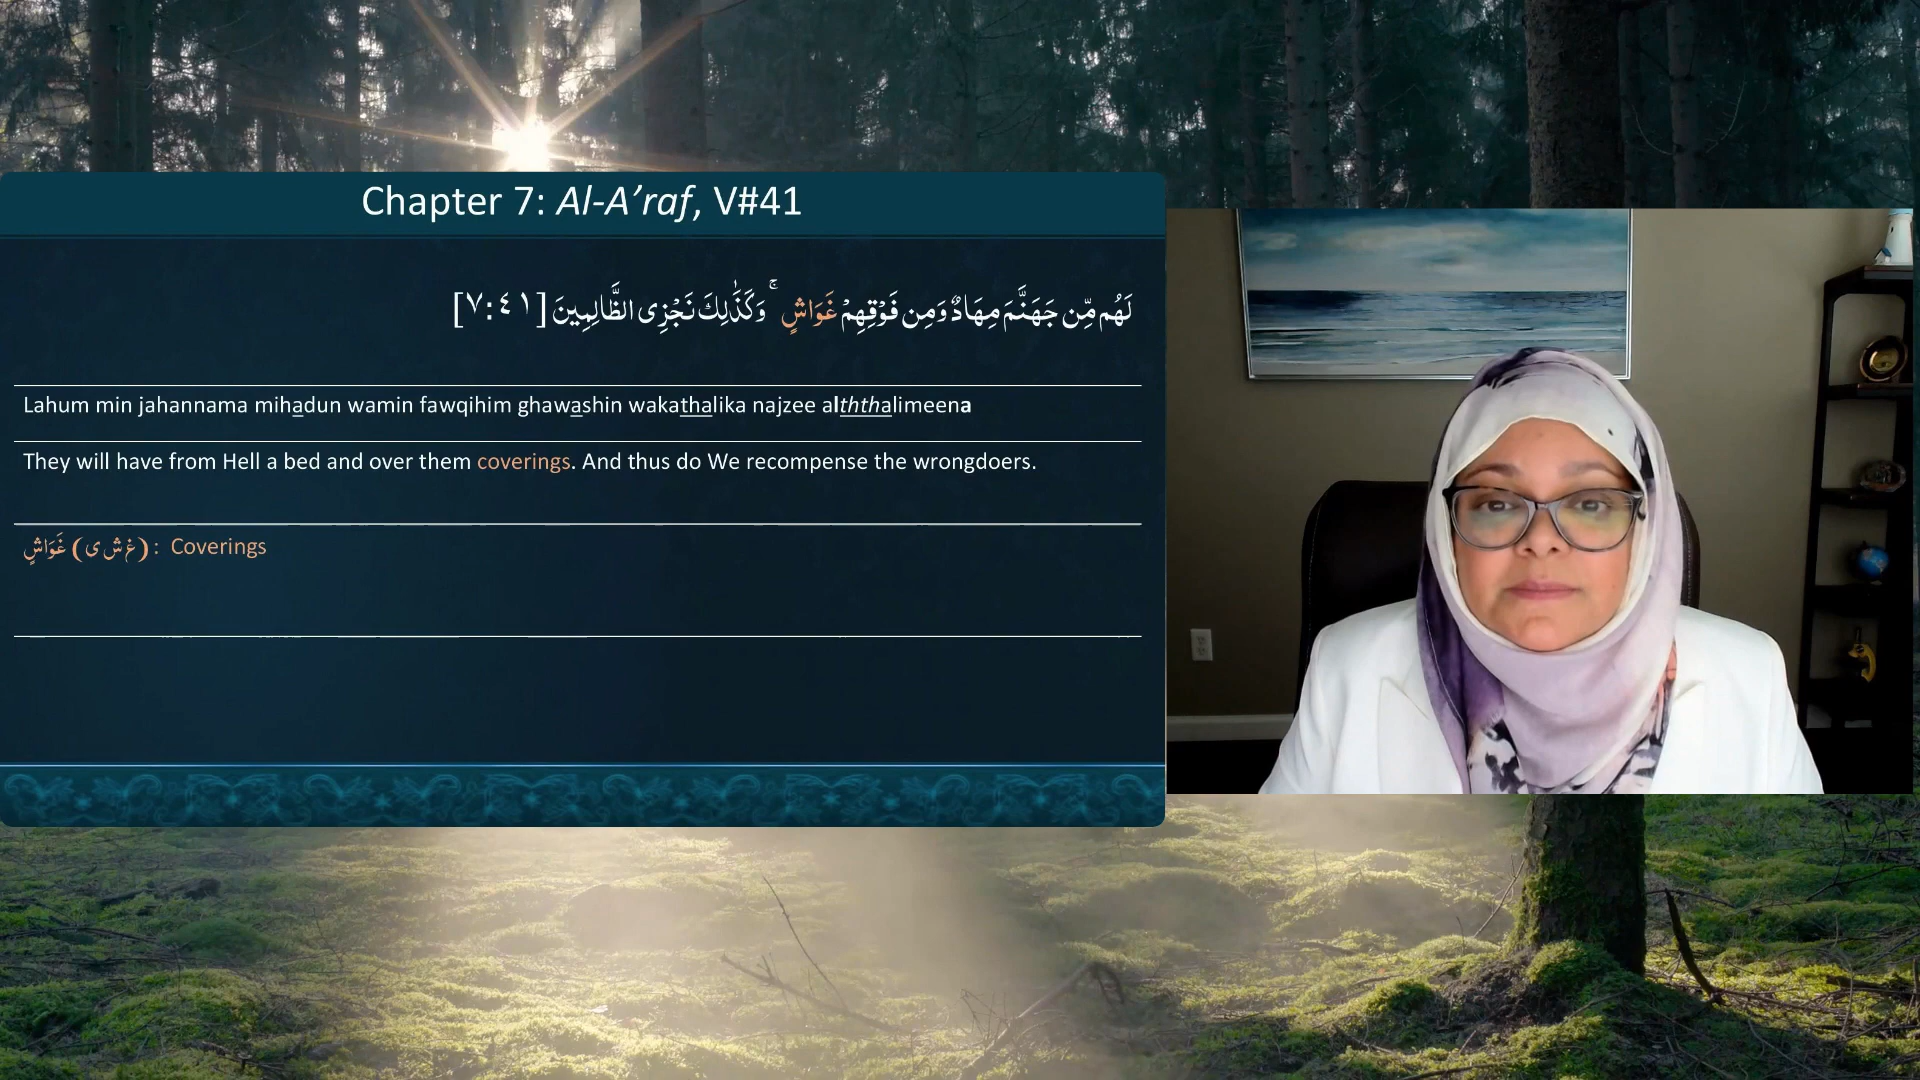 Chapter 7: Al-A’raf, V#41
لَهُم مِّن جَهَنَّمَ مِهَادٌ وَمِن فَوْقِهِمْ غَوَاشٍ ۚ وَكَذَٰلِكَ نَجْزِى الظَّالِمِينَ [٧:٤١]
Lahum min jahannama mihadun wamin fawqihim ghawashin wakathalika najzee alththalimeena
They will have from Hell a bed and over them coverings. And thus do We recompense the wrongdoers.
غَوَاشٍ (غ ش ى) : Coverings